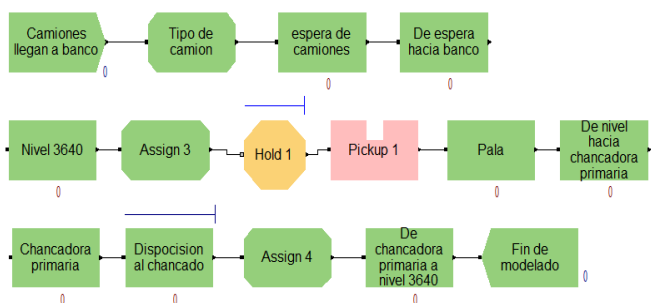 Camiones
llegan a banco
0
Tipo de
camion
espera de
camiones
0
De espera
hacia banco
0
Nivel 3640
0
Assign 3
Hold 1
Pickup 1
Pala
0
De nivel
hacia
chancadora
primaria
0
Chancadora
primaria
0
Dispocision
al chancado
0
Assign 4
De
chancadora
primaria a
nivel 3640
0
Fin de
modelado
0